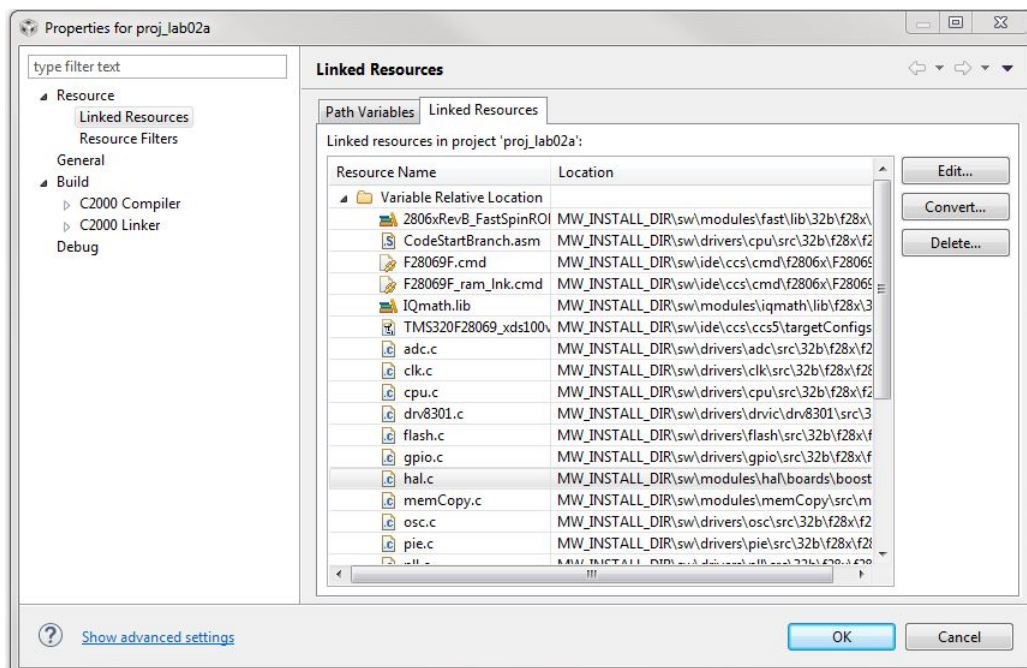 Properties for proj_lab02a
type filter text
Resource
Linked Resources
Resource Filters
General
Build
C2000 Compiler
C2000 Linker
Debug
Linked Resources
Path Variables Linked Resources
Linked resources in project 'proj_lab02a':
Resource Name Location
Variable Relative Location
2806xRevB_FastSpinROM MW_INSTALL_DIR\sw\modules\fast\lib\32b\f28x\
CodeStartBranch.asm MW_INSTALL_DIR\sw\drivers\cpu\src\32b\f28x\f2
F28069F.cmd MW_INSTALL_DIR\sw\ide\ccs\cmd\f2806x\F28069
F28069F_ram_lnk.cmd MW_INSTALL_DIR\sw\ide\ccs\cmd\f2806x\F28069
IQmath.lib MW_INSTALL_DIR\sw\modules\iqmath\lib\f28x\3
TMS320F28069_xds100v MW_INSTALL_DIR\sw\ide\ccs\ccs5\targetConfigs
adc.c MW_INSTALL_DIR\sw\drivers\adc\src\32b\f28x\f2
clk.c MW_INSTALL_DIR\sw\drivers\clk\src\32b\f28x\f28
cpu.c MW_INSTALL_DIR\sw\drivers\cpu\src\32b\f28x\f2
drv8301.c MW_INSTALL_DIR\sw\drivers\drvic\drv8301\src\3
flash.c MW_INSTALL_DIR\sw\drivers\flash\src\32b\f28x\f
gpio.c MW_INSTALL_DIR\sw\drivers\gpio\src\32b\f28x\f
hal.c MW_INSTALL_DIR\sw\modules\hal\boards\boost
memCopy.c MW_INSTALL_DIR\sw\modules\memCopy\src\m
osc.c MW_INSTALL_DIR\sw\drivers\osc\src\32b\f28x\f2
pie.c MW_INSTALL_DIR\sw\drivers\pie\src\32b\f28x\f28
Edit...
Convert...
Delete...
Show advanced settings
OK Cancel